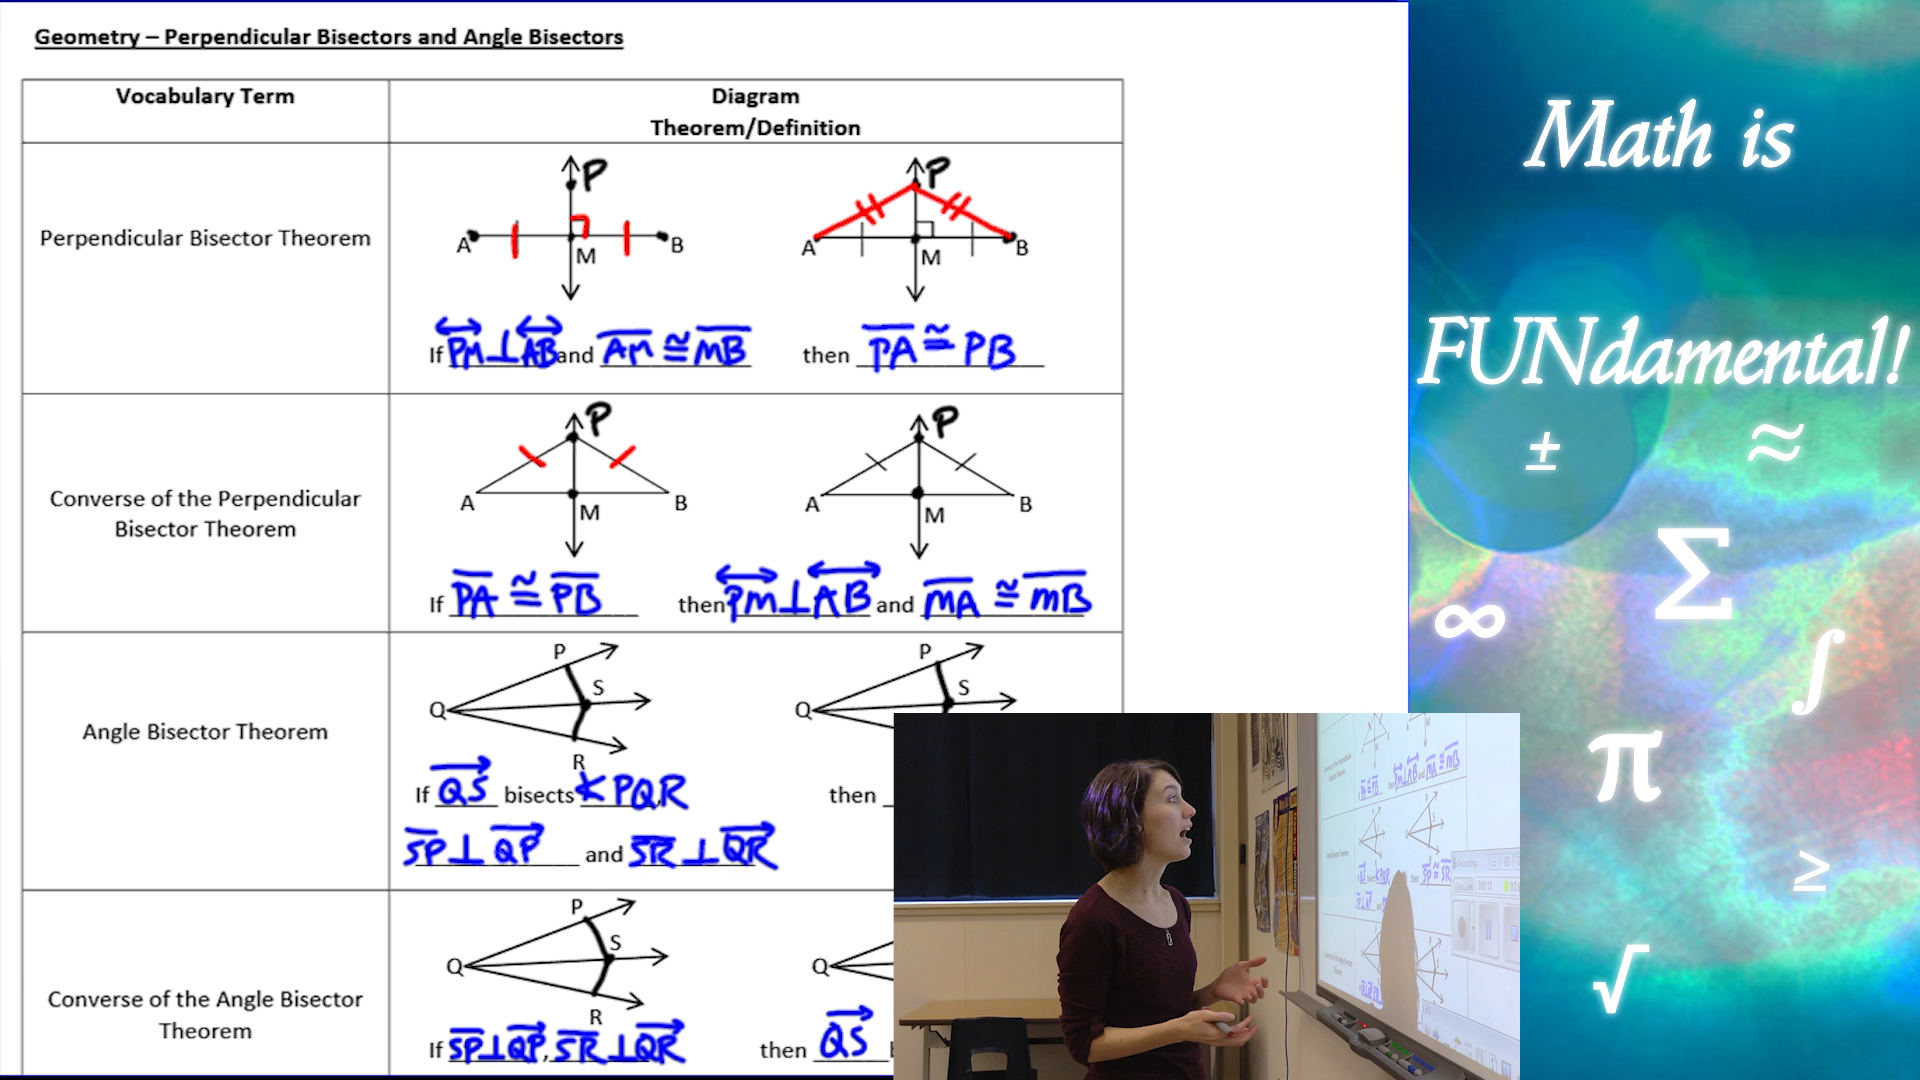 Geometry – Perpendicular Bisectors and Angle Bisectors
Vocabulary Term
Diagram
Theorem/Definition
Perpendicular Bisector Theorem
P
A M B
P
A M B
If PM ⊥ AB and AM ≅ MB then PA ≅ PB
Converse of the Perpendicular
Bisector Theorem
P
A M B
P
A M B
If PA ≅ PB then PM ⊥ AB and MA ≅ MB
Angle Bisector Theorem
P
Q S
R
P
Q S
If QS bisects ∠PQR then
SP ⊥ QP and SR ⊥ QR
Converse of the Angle Bisector
Theorem
P
Q S
R
Q
If SP ⊥ QP, SR ⊥ QR then QS
Math is
FUNdamental!
± ≈
Σ
∞
∫
π
≥
√